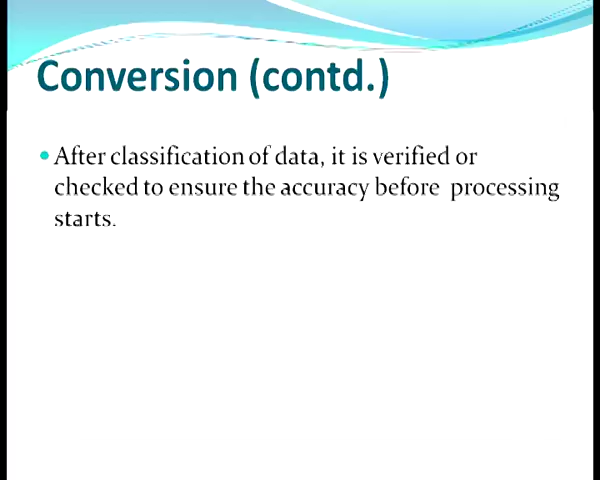 Conversion (contd.)
After classification of data, it is verified or
checked to ensure the accuracy before processing
starts.